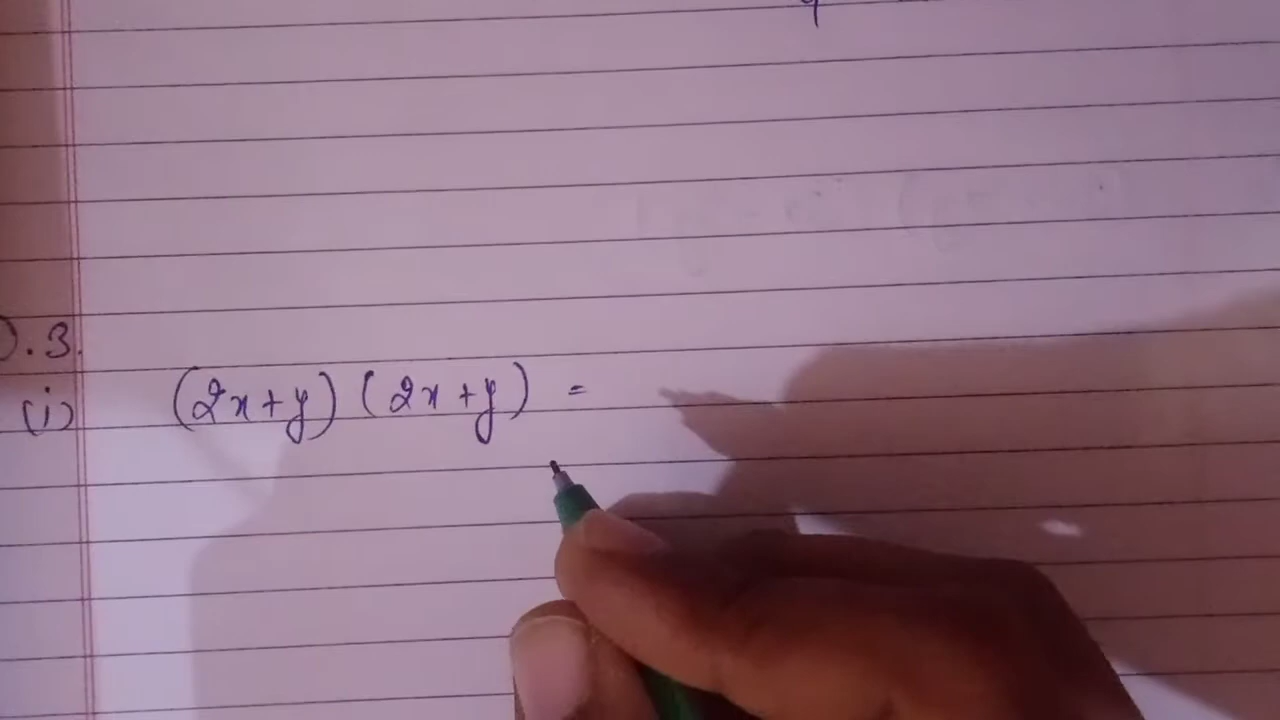 Q.3.
(i) (2x+y) (2x+y) =